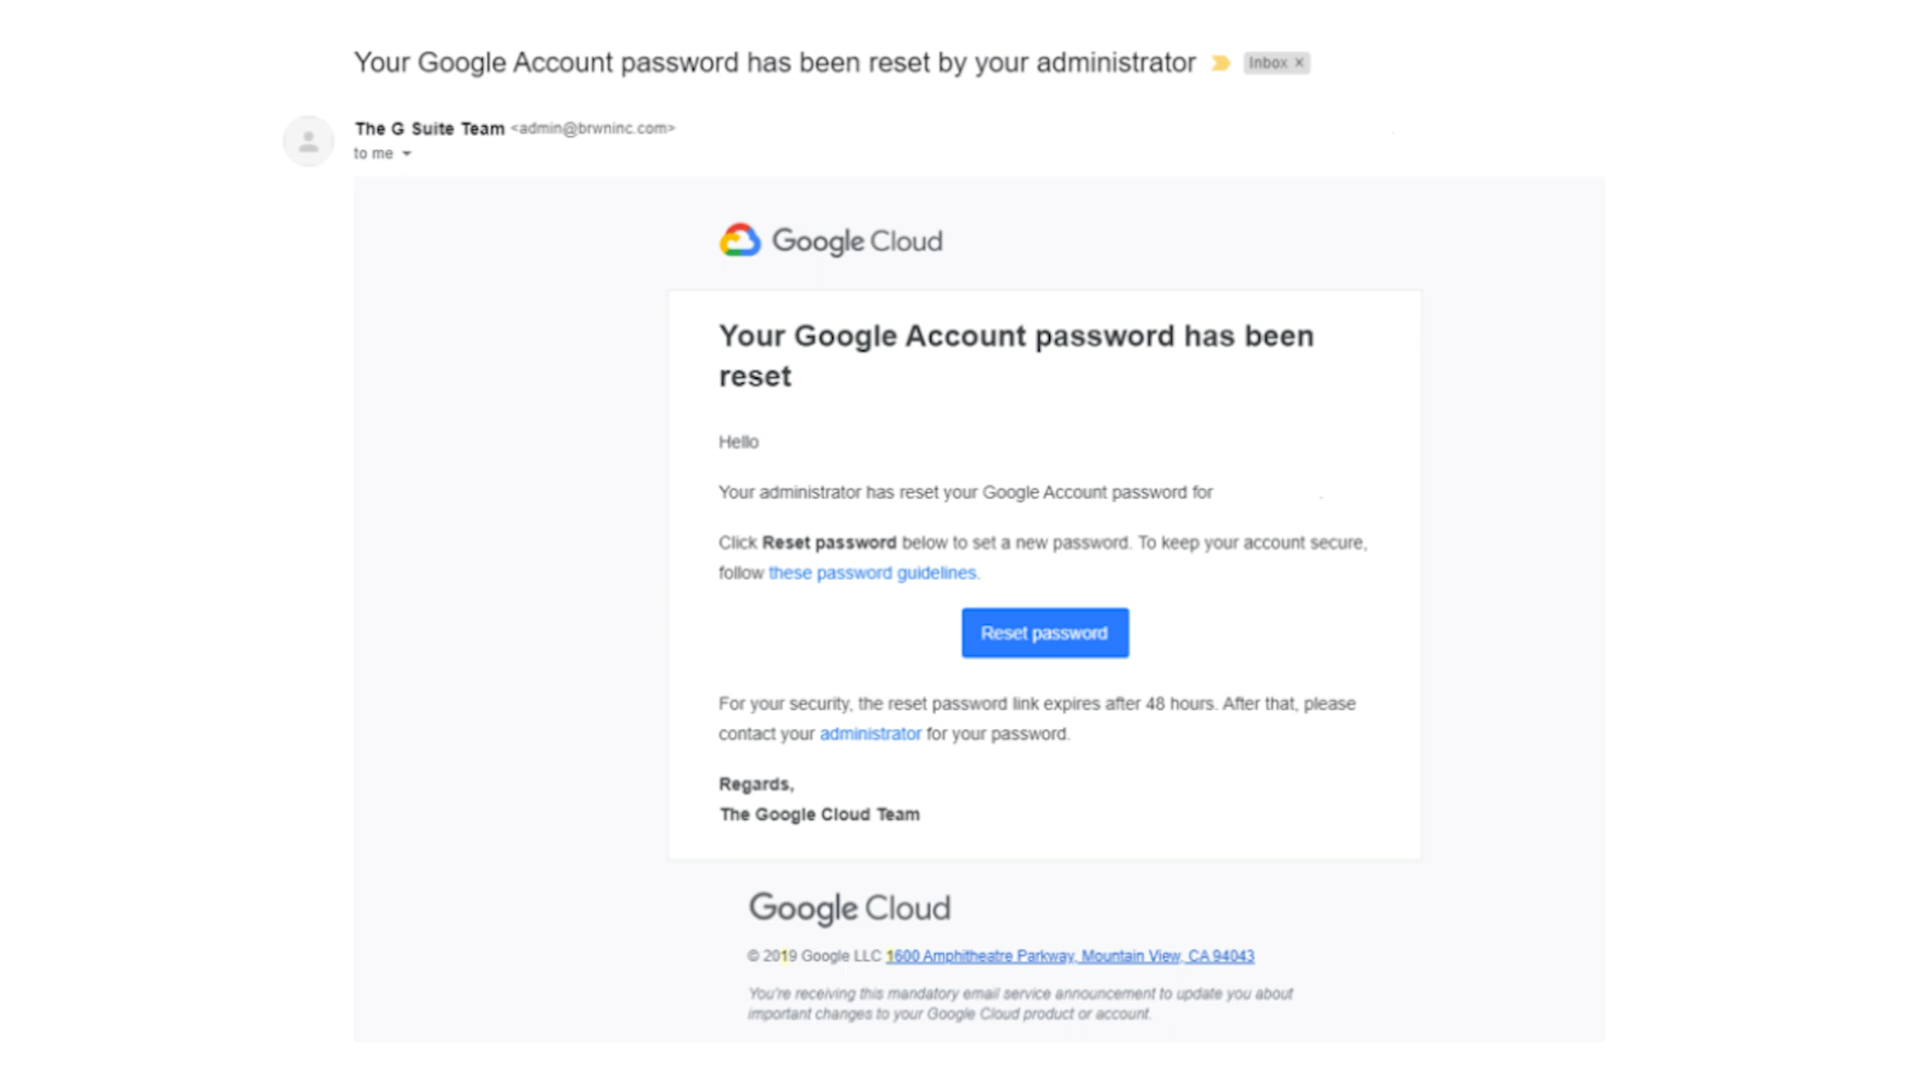 Your Google Account password has been reset by your administrator Inbox ×
The G Suite Team <admin@brwninc.com>
to me
Google Cloud
Your Google Account password has been
reset
Hello
Your administrator has reset your Google Account password for .
Click Reset password below to set a new password. To keep your account secure,
follow these password guidelines.
Reset password
For your security, the reset password link expires after 48 hours. After that, please
contact your administrator for your password.
Regards,
The Google Cloud Team
Google Cloud
© 2019 Google LLC 1600 Amphitheatre Parkway, Mountain View, CA 94043
You're receiving this mandatory email service announcement to update you about
important changes to your Google Cloud product or account.